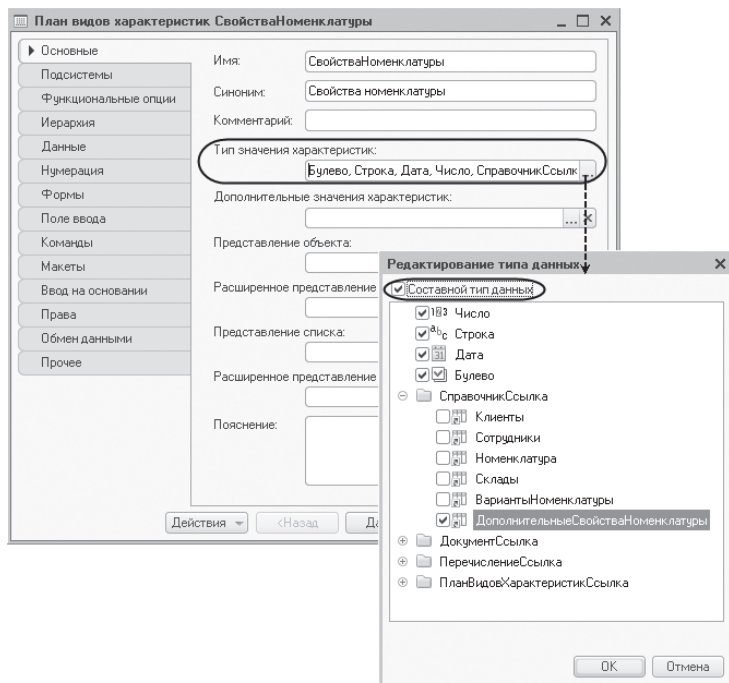 План видов характеристик СвойстваНоменклатуры
Основные
Подсистемы
Функциональные опции
Иерархия
Данные
Нумерация
Формы
Поле ввода
Команды
Макеты
Ввод на основании
Права
Обмен данными
Прочее
Имя:
СвойстваНоменклатуры
Синоним:
Свойства номенклатуры
Комментарий:
Тип значения характеристик:
Булево, Строка, Дата, Число, СправочникСсылк
...
Дополнительные значения характеристик:
...
Представление объекта:
Расширенное представление
Представление списка:
Расширенное представление
Пояснение:
Действия
<Назад
Да
Редактирование типа данных
Составной тип данных
Число
Строка
Дата
Булево
СправочникСсылка
Клиенты
Сотрудники
Номенклатура
Склады
ВариантыНоменклатуры
ДополнительныеСвойстваНоменклатуры
ДокументСсылка
ПеречислениеСсылка
ПланВидовХарактеристикСсылка
OK
Отмена